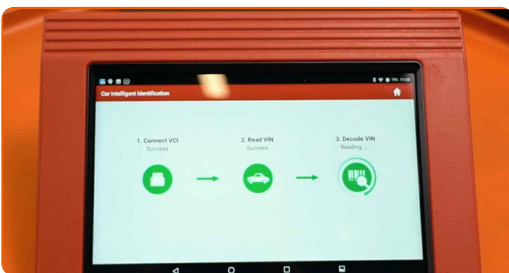 Car intelligent identification
1. Connect VCI
Success
2. Read VIN
Success
3. Decode VIN
Reading....